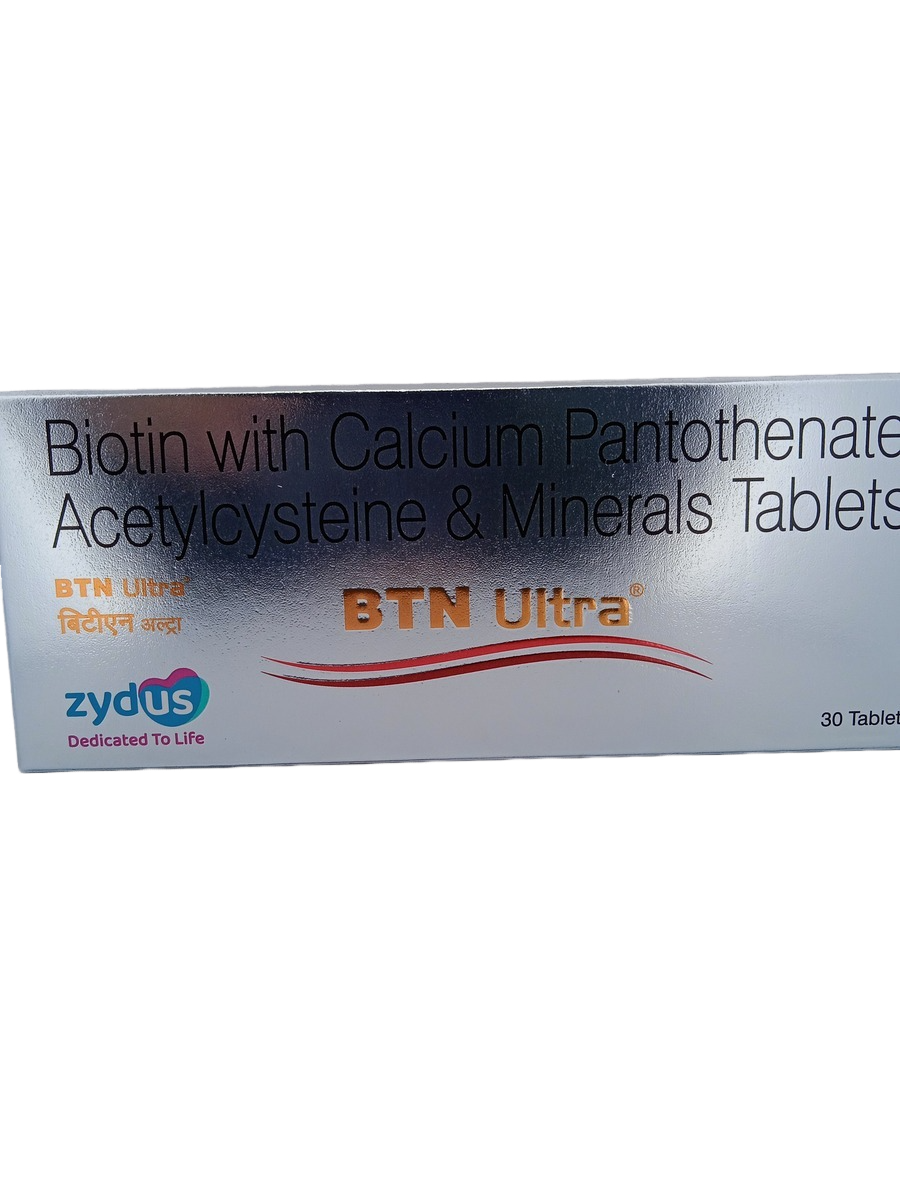 Biotin with Calcium Pantothenate
Acetylcysteine & Minerals Tablets
BTN Ultra®
बिटीएन अल्ट्रा
BTN Ultra®
zydus
Dedicated To Life
30 Tablet